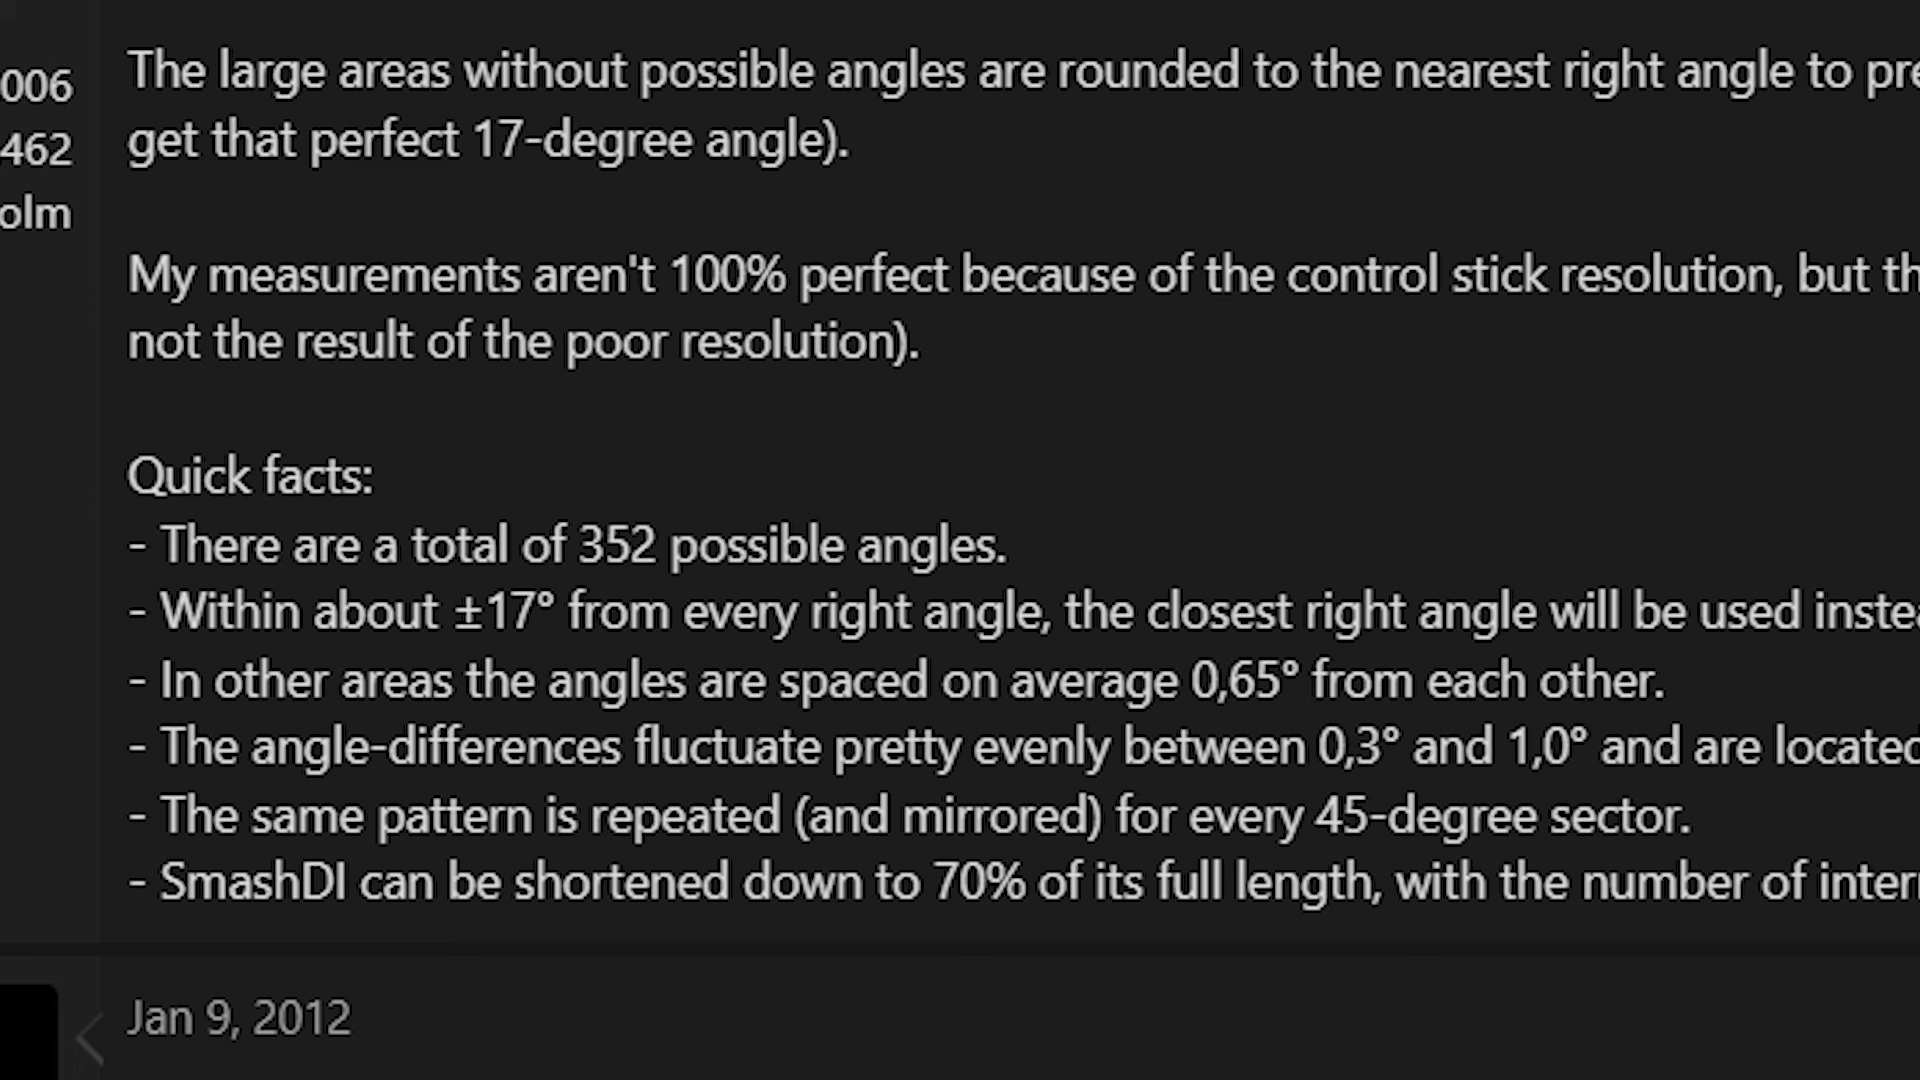 006
462
olm
The large areas without possible angles are rounded to the nearest right angle to pre
get that perfect 17-degree angle).
My measurements aren't 100% perfect because of the control stick resolution, but th
not the result of the poor resolution).
Quick facts:
- There are a total of 352 possible angles.
- Within about ±17° from every right angle, the closest right angle will be used instea
- In other areas the angles are spaced on average 0,65° from each other.
- The angle-differences fluctuate pretty evenly between 0,3° and 1,0° and are located
- The same pattern is repeated (and mirrored) for every 45-degree sector.
- SmashDI can be shortened down to 70% of its full length, with the number of intern
Jan 9, 2012